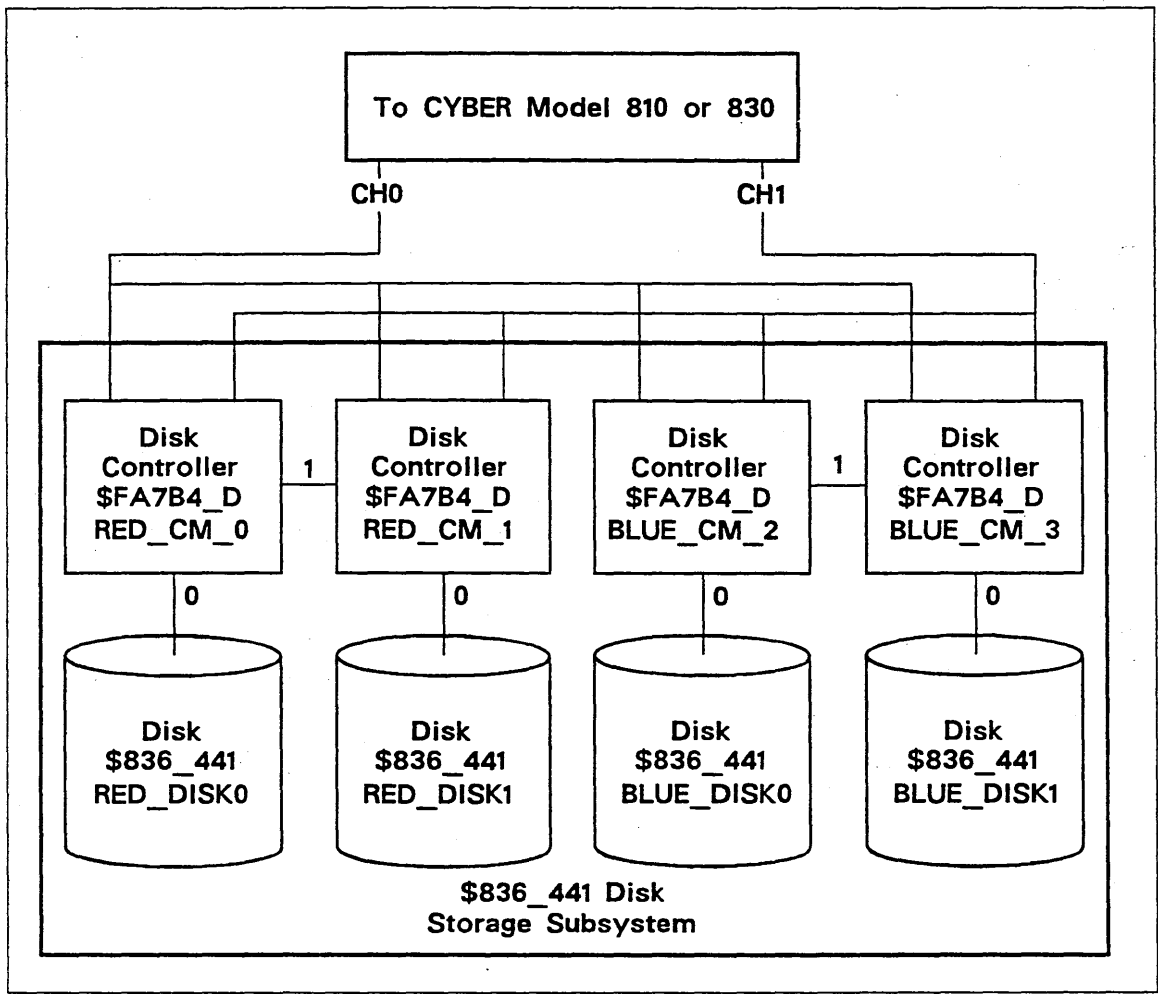 To CYBER Model 810 or 830
CH0
CH1
Disk
Controller
$FA7B4_D
RED_CM_0
1
Disk
Controller
$FA7B4_D
RED_CM_1
Disk
Controller
$FA7B4_D
BLUE_CM_2
1
Disk
Controller
$FA7B4_D
BLUE_CM_3
0
0
0
0
Disk
$836_441
RED_DISK0
Disk
$836_441
RED_DISK1
Disk
$836_441
BLUE_DISK0
Disk
$836_441
BLUE_DISK1
$836_441 Disk
Storage Subsystem